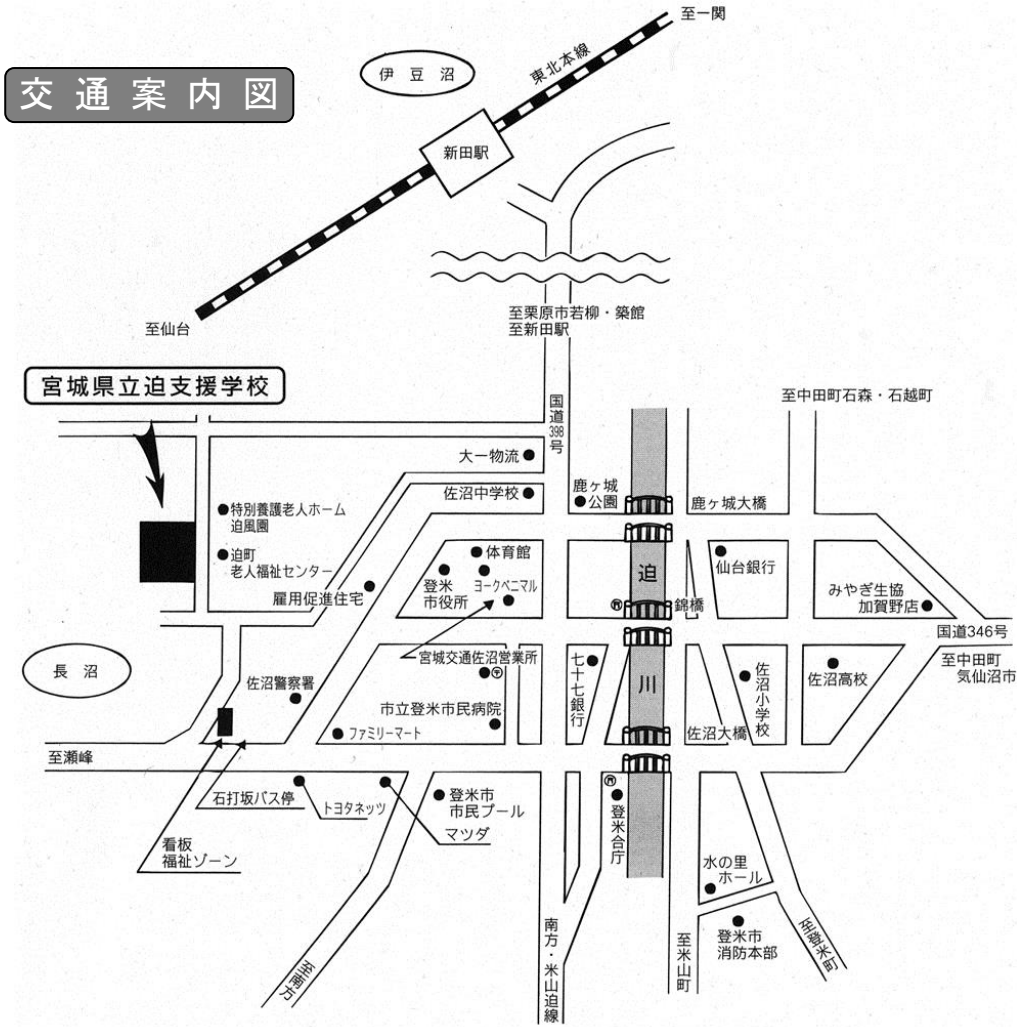 至一関
東北本線
伊豆沼
交通案内図
新田駅
至仙台
至栗原市若柳・築館
至新田駅
宮城県立迫支援学校
国道398号
至中田町石森・石越町
大一物流
佐沼中学校
鹿ヶ城
公園
鹿ヶ城大橋
特別養護老人ホーム
迫風園
迫町
老人福祉センター
体育館
登米
市役所
ヨークベニマル
雇用促進住宅
迫川
仙台銀行
みやぎ生協
加賀野店
錦橋
国道346号
至中田町
気仙沼市
長沼
宮城交通佐沼営業所
七十七銀行
佐沼小学校
佐沼高校
佐沼警察署
市立登米市民病院
ファミリーマート
佐沼大橋
至瀬峰
石打坂バス停
トヨタネッツ
登米市
市民プール
マツダ
登米合庁
看板
福祉ゾーン
水の里
ホール
登米市
消防本部
至南方
南方・米山迫線
至米山町
至登米町